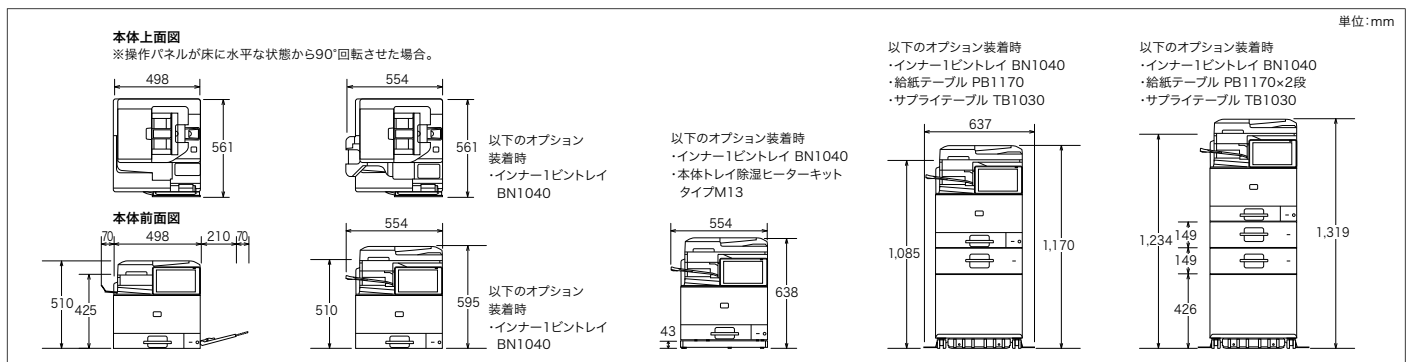 単位:mm
本体上面図
※操作パネルが床に水平な状態から90°回転させた場合。
498
561
554
561
以下のオプション
装着時
・インナー1ビントレイ
BN1040
本体前面図
70
498
210
70
510
425
554
510
595
以下のオプション
装着時
・インナー1ビントレイ
BN1040
以下のオプション装着時
・インナー1ビントレイ BN1040
・本体トレイ除湿ヒーターキット
タイプM13
554
638
43
以下のオプション装着時
・インナー1ビントレイ BN1040
・給紙テーブル PB1170
・サプライテーブル TB1030
637
1,085
1,170
以下のオプション装着時
・インナー1ビントレイ BN1040
・給紙テーブル PB1170×2段
・サプライテーブル TB1030
1,234
149
149
426
1,319